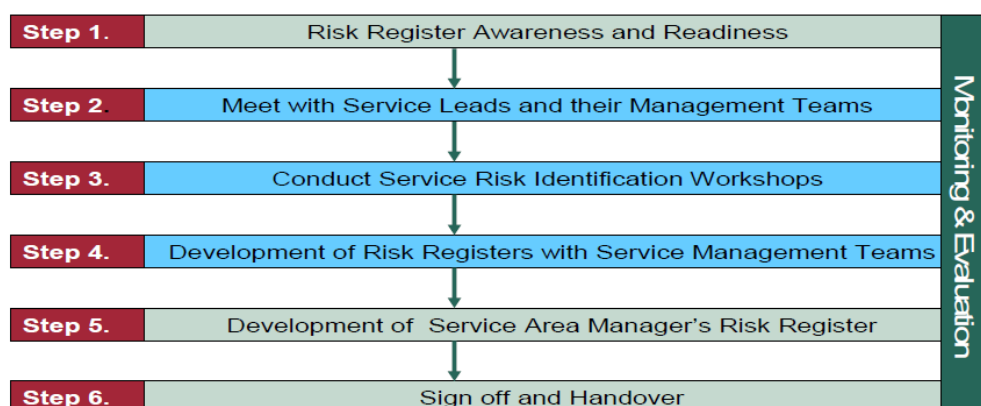 Step 1. Risk Register Awareness and Readiness
Step 2. Meet with Service Leads and their Management Teams
Step 3. Conduct Service Risk Identification Workshops
Step 4. Development of Risk Registers with Service Management Teams
Step 5. Development of Service Area Manager's Risk Register
Step 6. Sign off and Handover
Monitoring & Evaluation